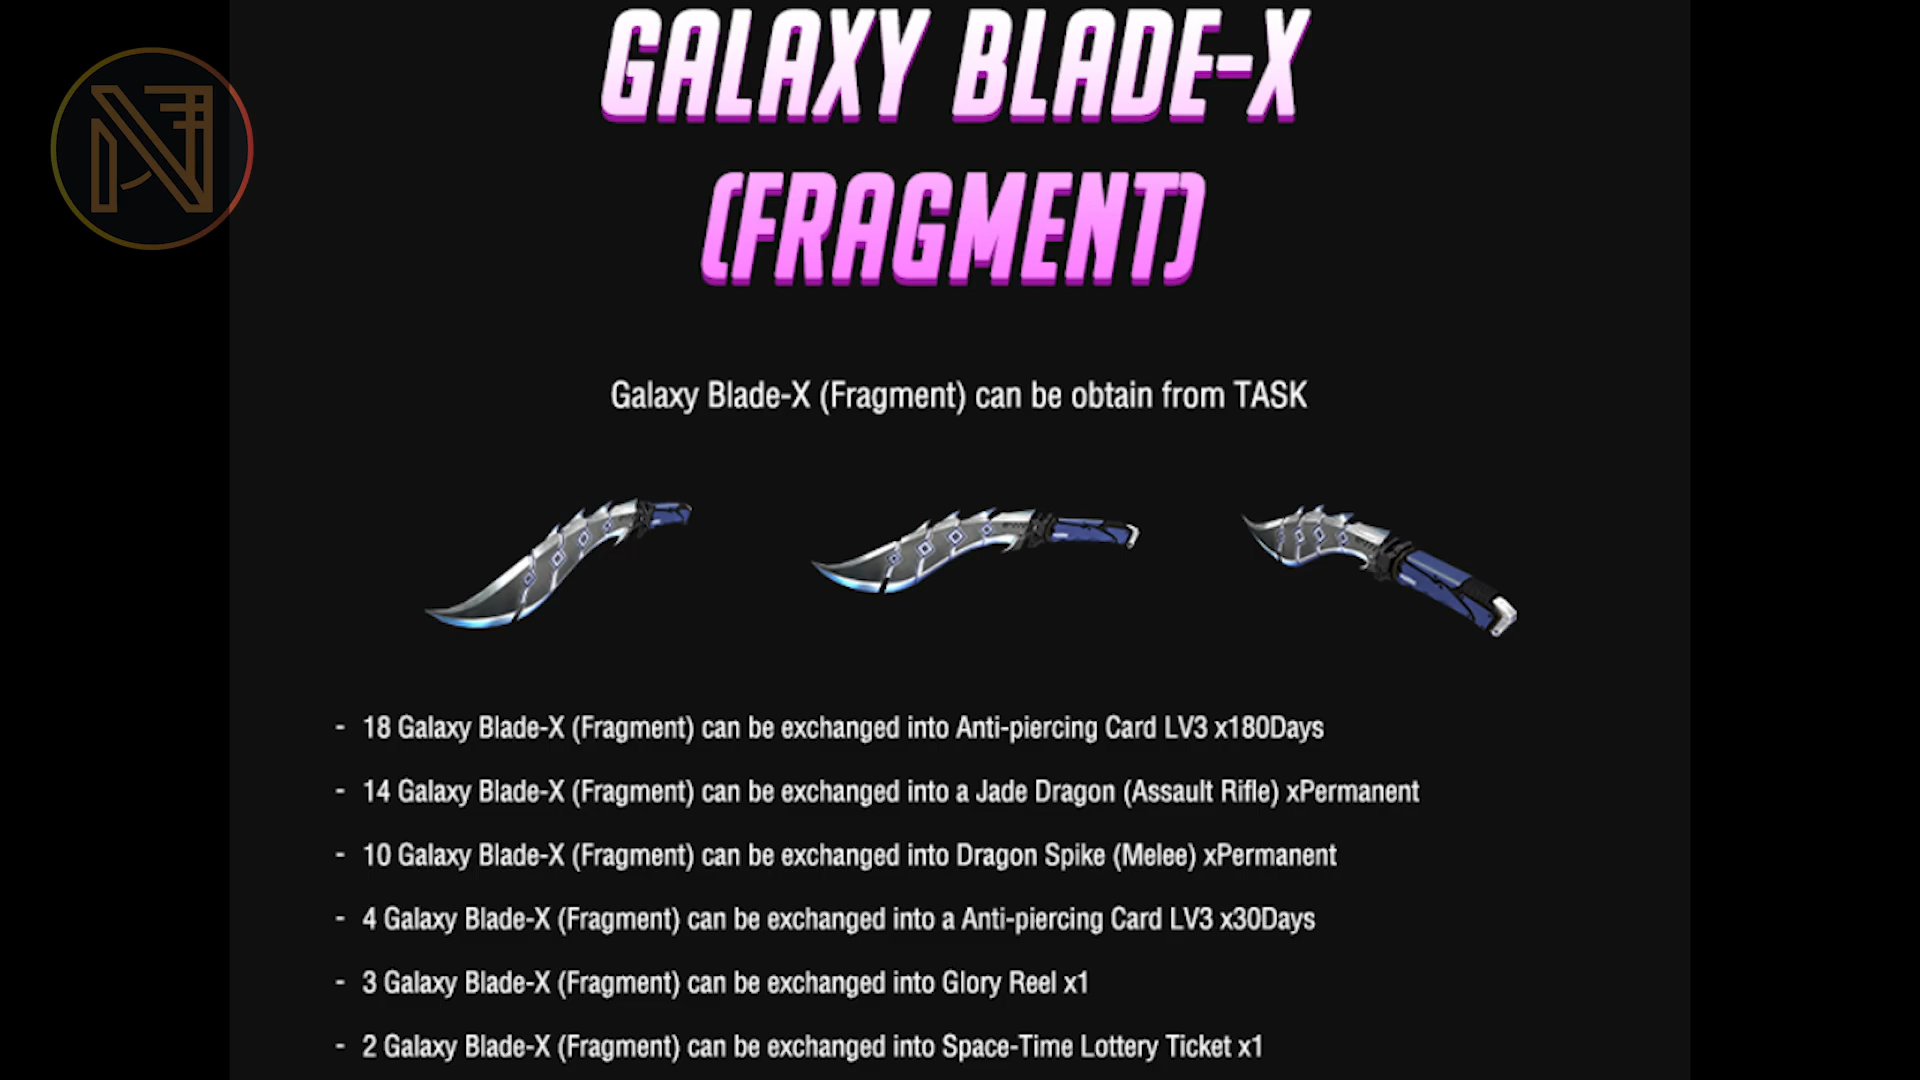 GALAXY BLADE-X
(FRAGMENT)
Galaxy Blade-X (Fragment) can be obtain from TASK
- 18 Galaxy Blade-X (Fragment) can be exchanged into Anti-piercing Card LV3 x180Days
- 14 Galaxy Blade-X (Fragment) can be exchanged into a Jade Dragon (Assault Rifle) xPermanent
- 10 Galaxy Blade-X (Fragment) can be exchanged into Dragon Spike (Melee) xPermanent
- 4 Galaxy Blade-X (Fragment) can be exchanged into a Anti-piercing Card LV3 x30Days
- 3 Galaxy Blade-X (Fragment) can be exchanged into Glory Reel x1
- 2 Galaxy Blade-X (Fragment) can be exchanged into Space-Time Lottery Ticket x1